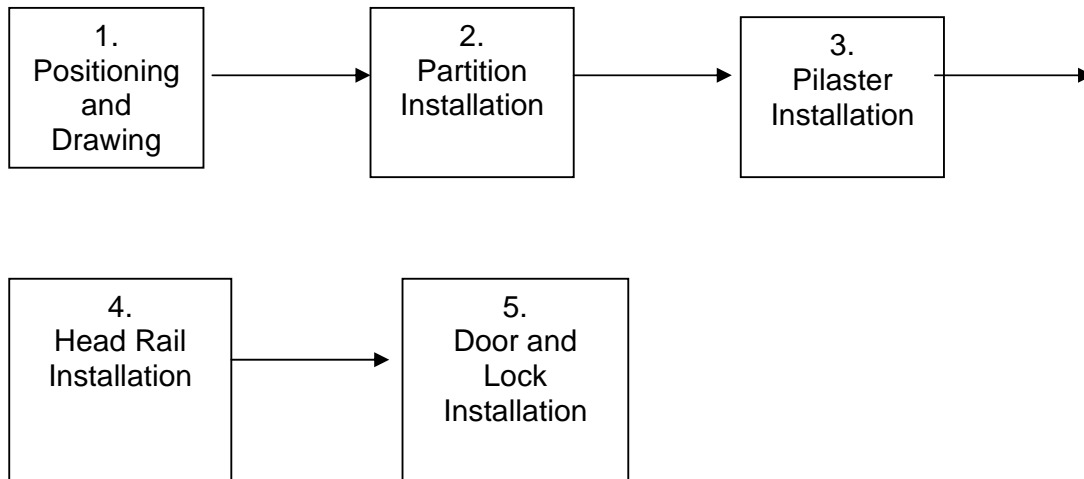 1.
Positioning
and
Drawing
2.
Partition
Installation
3.
Pilaster
Installation
4.
Head Rail
Installation
5.
Door and
Lock
Installation